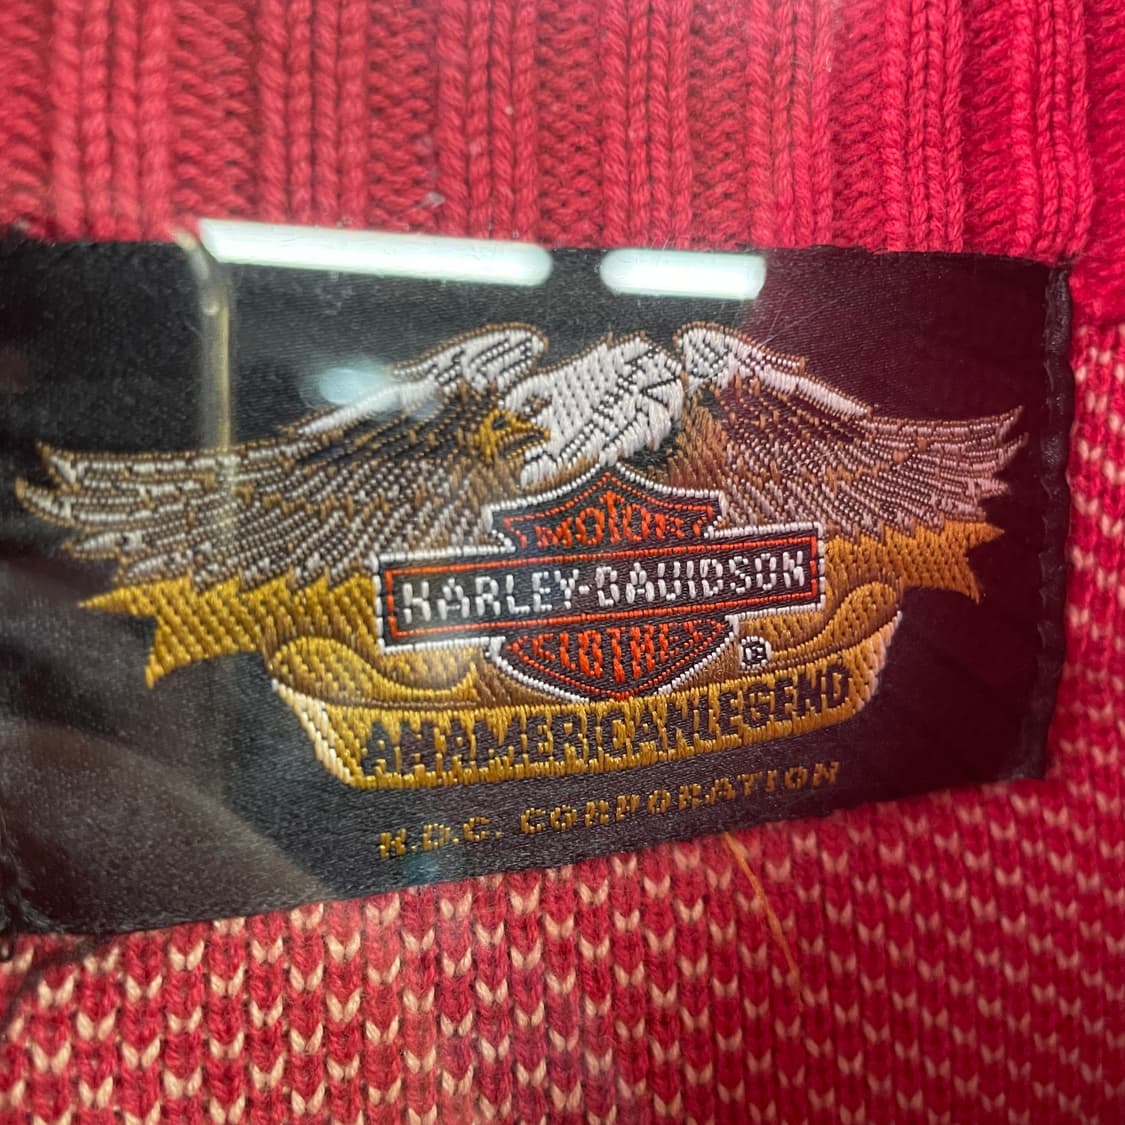 MOTOR
HARLEY-DAVIDSON
CLOTHES
®
AN AMERICAN LEGEND
H.D.C. CORPORATION